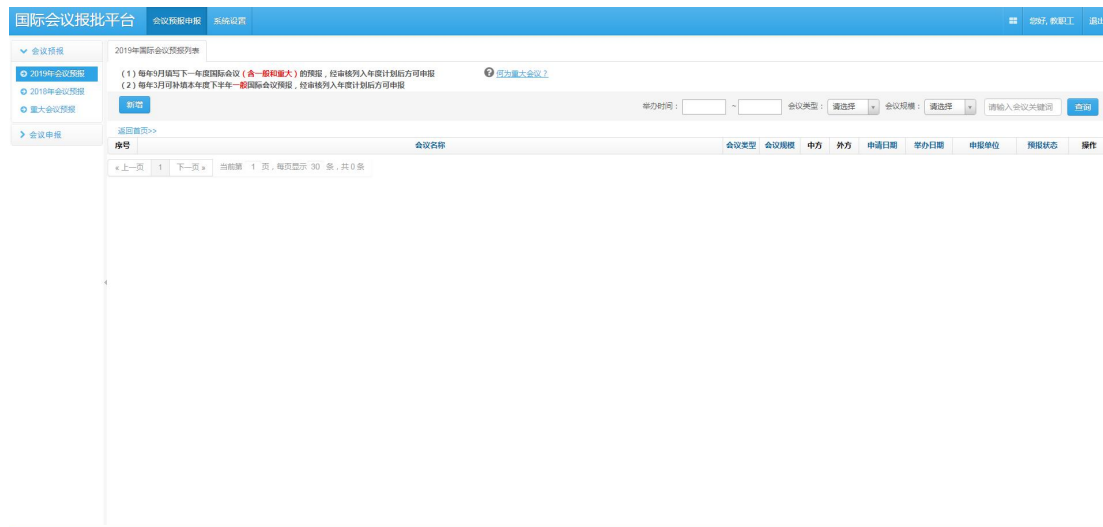 国际会议报批平台 会议预报申报 系统设置 您好, 教职工 退出
会议预报
2019年会议预报
2018年会议预报
重大会议预报
会议申报
2019年国际会议预报列表
（1）每年9月填写下一年度国际会议（含一般和重大）的预报，经审核列入年度计划后方可申报
何为重大会议？
（2）每年3月可补填本年度下半年一般国际会议预报，经审核列入年度计划后方可申报
新增 举办时间： ~ 会议类型： 请选择 会议规模： 请选择 请输入会议关键词 查询
返回首页>>
序号 会议名称 会议类型 会议规模 中方 外方 申请日期 举办日期 申报单位 预报状态 操作
« 上一页 1 下一页 » 当前第 1 页，每页显示 30 条，共 0 条